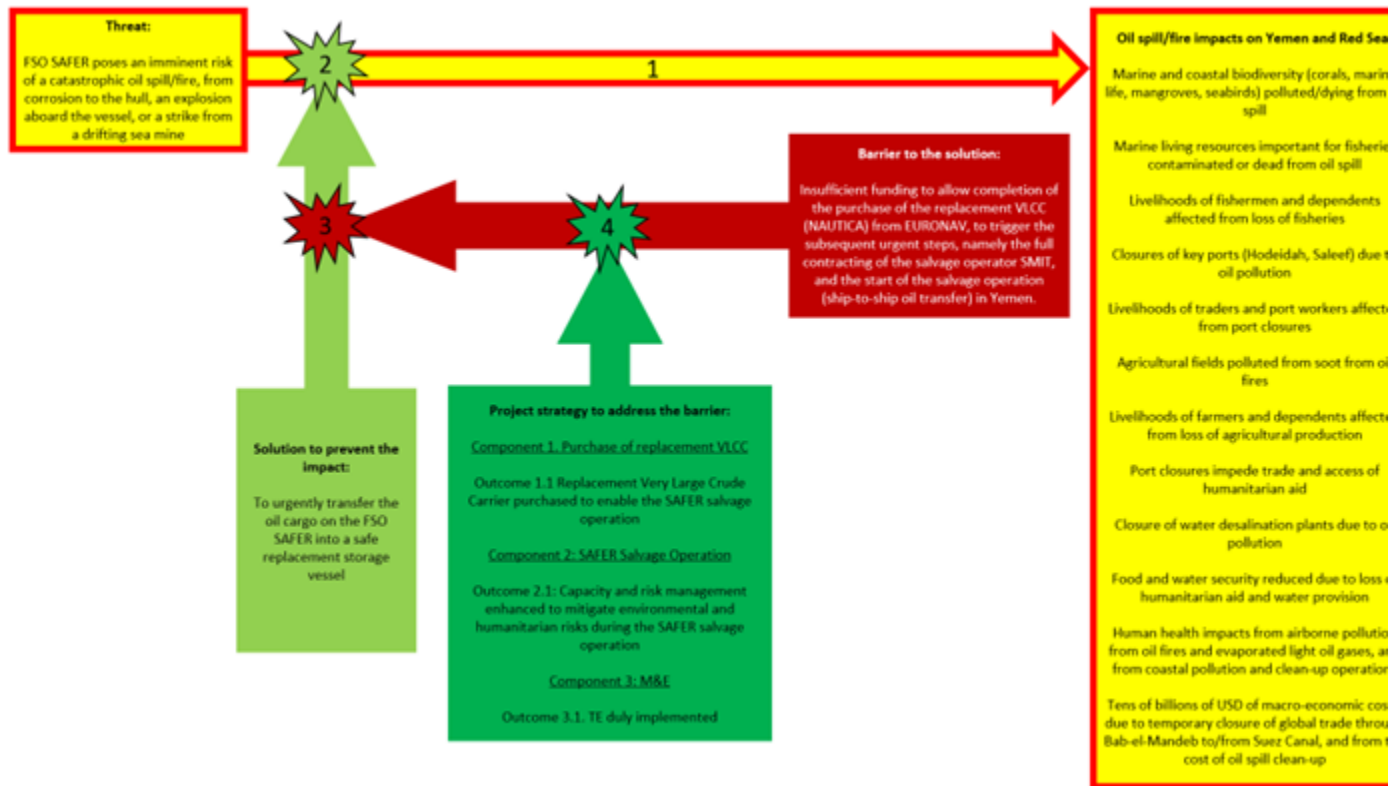 Threat:
FSO SAFER poses an imminent risk
of a catastrophic oil spill/fire, from
corrosion to the hull, an explosion
aboard the vessel, or a strike from
a drifting sea mine
2
1
Barrier to the solution:
Insufficient funding to allow completion of
the purchase of the replacement VLCC
(NAUTICA) from EURONAV, to trigger the
subsequent urgent steps, namely the full
contracting of the salvage operator SMIT,
and the start of the salvage operation
(ship-to-ship oil transfer) in Yemen.
3
4
Solution to prevent the
impact:
To urgently transfer the
oil cargo on the FSO
SAFER into a safe
replacement storage
vessel
Project strategy to address the barrier:
Component 1. Purchase of replacement VLCC
Outcome 1.1 Replacement Very Large Crude
Carrier purchased to enable the SAFER salvage
operation
Component 2: SAFER Salvage Operation
Outcome 2.1: Capacity and risk management
enhanced to mitigate environmental and
humanitarian risks during the SAFER salvage
operation
Component 3: M&E
Outcome 3.1. TE duly implemented
Oil spill/fire impacts on Yemen and Red Sea
Marine and coastal biodiversity (corals, marin
life, mangroves, seabirds) polluted/dying from
spill
Marine living resources important for fisherie
contaminated or dead from oil spill
Livelihoods of fishermen and dependents
affected from loss of fisheries
Closures of key ports (Hodeidah, Saleef) due t
oil pollution
Livelihoods of traders and port workers affecte
from port closures
Agricultural fields polluted from soot from oi
fires
Livelihoods of farmers and dependents affecte
from loss of agricultural production
Port closures impede trade and access of
humanitarian aid
Closure of water desalination plants due to o
pollution
Food and water security reduced due to loss
humanitarian aid and water provision
Human health impacts from airborne pollutio
from oil fires and evaporated light oil gases, an
from coastal pollution and clean-up operation
Tens of billions of USD of macro-economic cos
due to temporary closure of global trade throu
Bab-el-Mandeb to/from Suez Canal, and from t
cost of oil spill clean-up